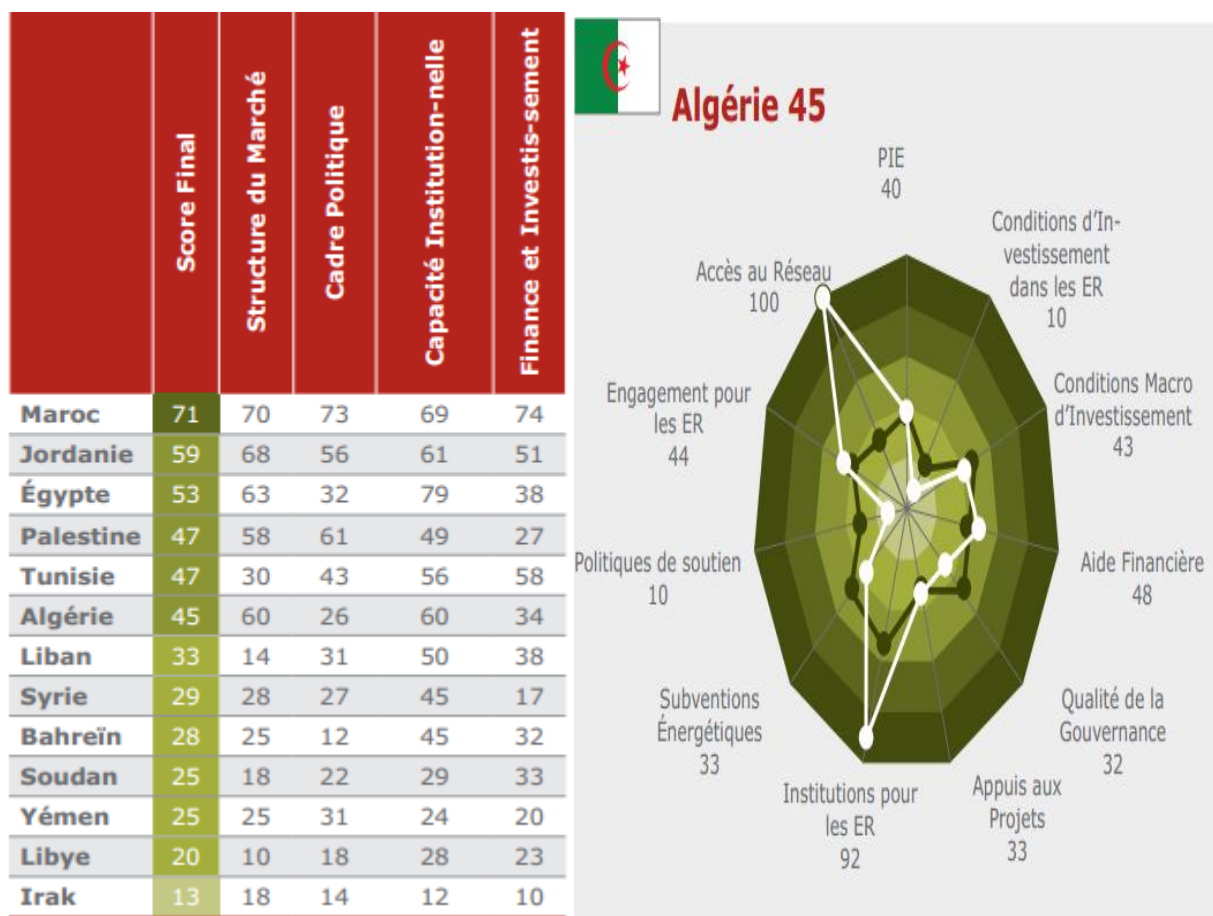 Score Final
Structure du Marché
Cadre Politique
Capacité Institution-nelle
Finance et Investis-sement
Maroc 71 70 73 69 74
Jordanie 59 68 56 61 51
Égypte 53 63 32 79 38
Palestine 47 58 61 49 27
Tunisie 47 30 43 56 58
Algérie 45 60 26 60 34
Liban 33 14 31 50 38
Syrie 29 28 27 45 17
Bahreïn 28 25 12 45 32
Soudan 25 18 22 29 33
Yémen 25 25 31 24 20
Libye 20 10 18 28 23
Irak 13 18 14 12 10
Algérie 45
PIE
40
Conditions d'In-
vestissement
dans les ER
10
Conditions Macro
d'Investissement
43
Aide Financière
48
Qualité de la
Gouvernance
32
Appuis aux
Projets
33
Institutions pour
les ER
92
Subventions
Énergétiques
33
Politiques de soutien
10
Engagement pour
les ER
44
Accès au Réseau
100